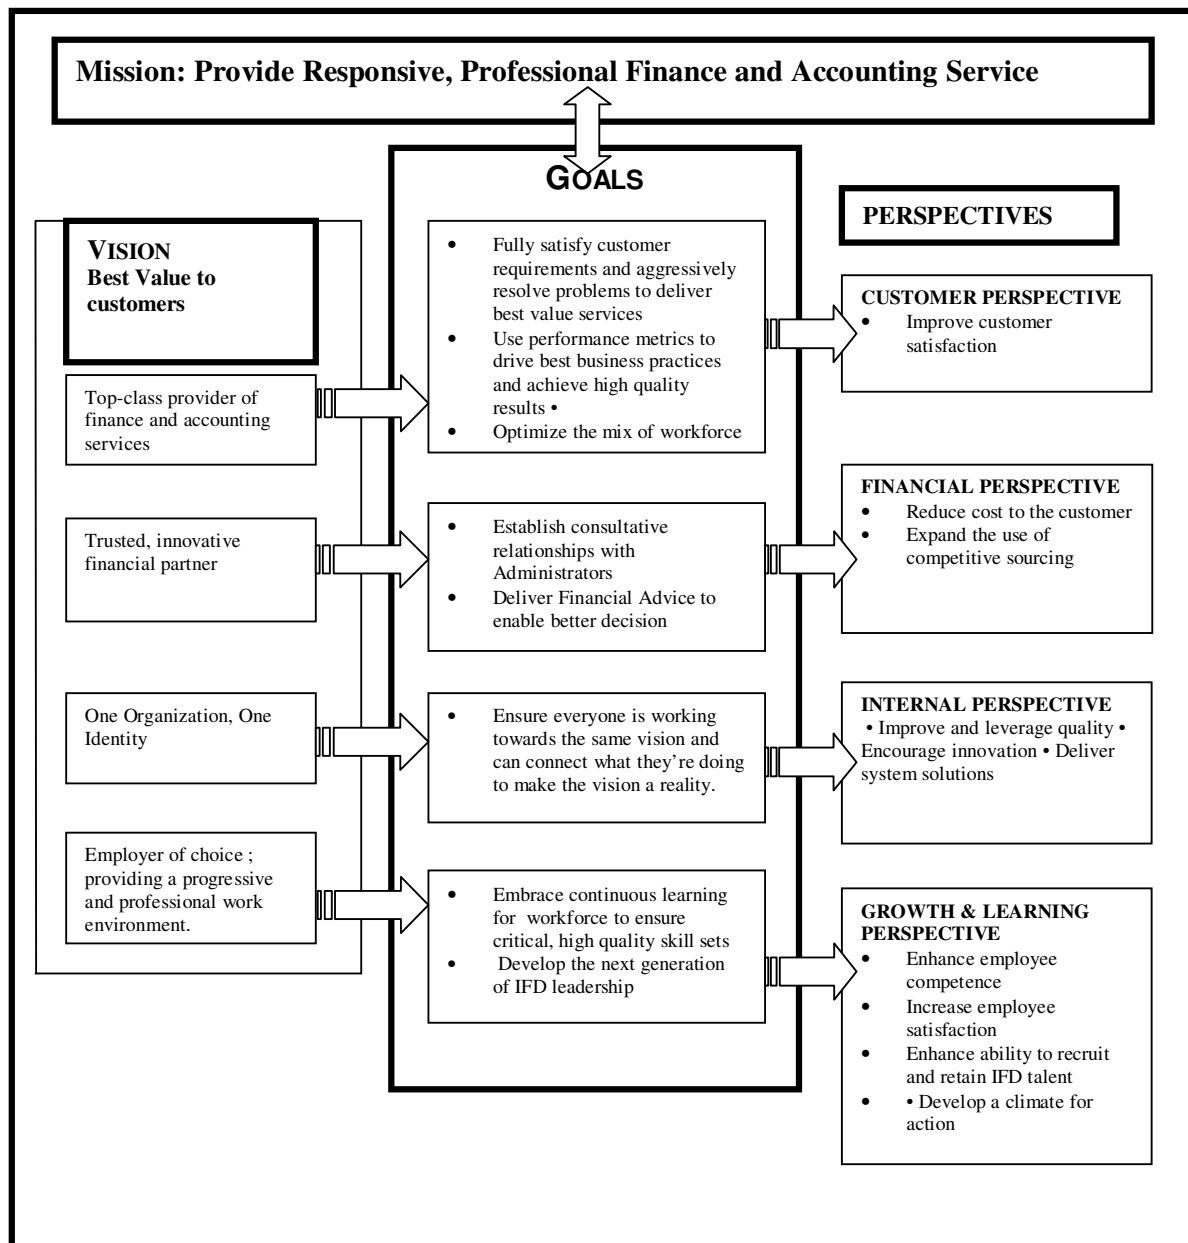 Mission: Provide Responsive, Professional Finance and Accounting Service
GOALS
VISION
Best Value to
customers
Top-class provider of
finance and accounting
services
Trusted, innovative
financial partner
One Organization, One
Identity
Employer of choice ;
providing a progressive
and professional work
environment.
• Fully satisfy customer
requirements and aggressively
resolve problems to deliver
best value services
• Use performance metrics to
drive best business practices
and achieve high quality
results •
• Optimize the mix of workforce
• Establish consultative
relationships with
Administrators
• Deliver Financial Advice to
enable better decision
• Ensure everyone is working
towards the same vision and
can connect what they're doing
to make the vision a reality.
• Embrace continuous learning
for workforce to ensure
critical, high quality skill sets
• Develop the next generation
of IFD leadership
PERSPECTIVES
CUSTOMER PERSPECTIVE
• Improve customer
satisfaction
FINANCIAL PERSPECTIVE
• Reduce cost to the customer
• Expand the use of
competitive sourcing
INTERNAL PERSPECTIVE
• Improve and leverage quality •
Encourage innovation • Deliver
system solutions
GROWTH & LEARNING
PERSPECTIVE
• Enhance employee
competence
• Increase employee
satisfaction
• Enhance ability to recruit
and retain IFD talent
• • Develop a climate for
action